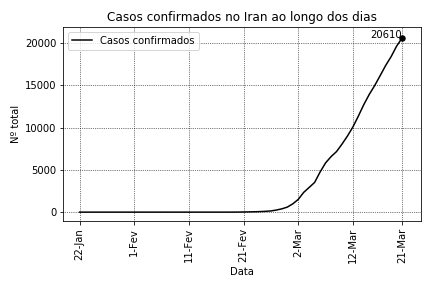 Casos confirmados no Iran ao longo dos dias
Casos confirmados
20610
20000
15000
10000
5000
0
Nº total
22-Jan
1-Fev
11-Fev
21-Fev
2-Mar
12-Mar
21-Mar
Data